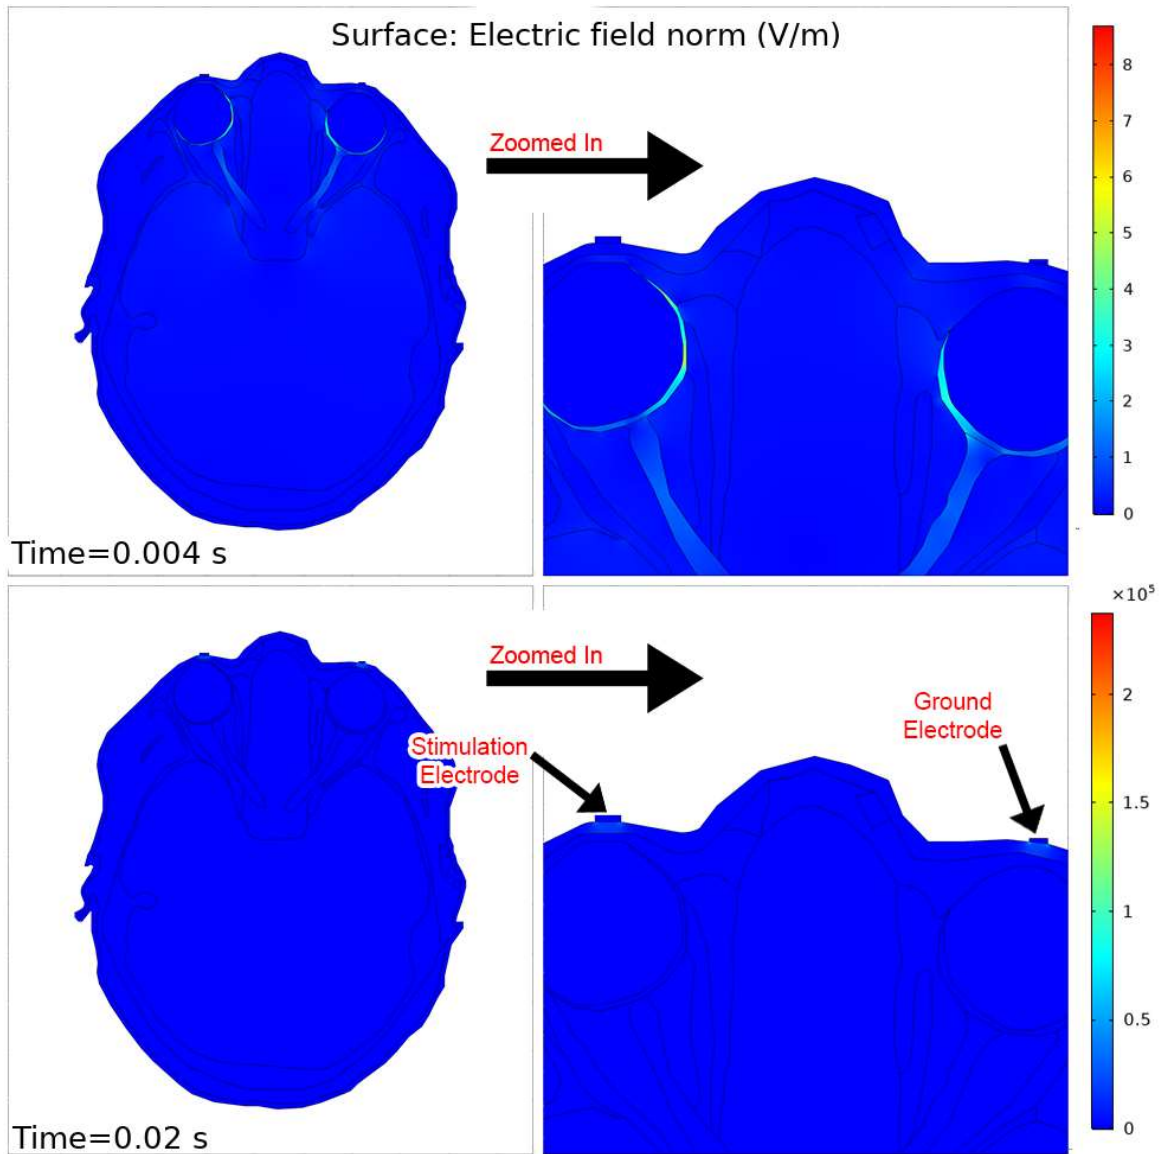 Surface: Electric field norm (V/m)
Zoomed In
8
7
6
5
4
3
2
1
0
Time=0.004 s
×10⁵
Zoomed In
Ground
Electrode
Stimulation
Electrode
2
1.5
1
0.5
0
Time=0.02 s